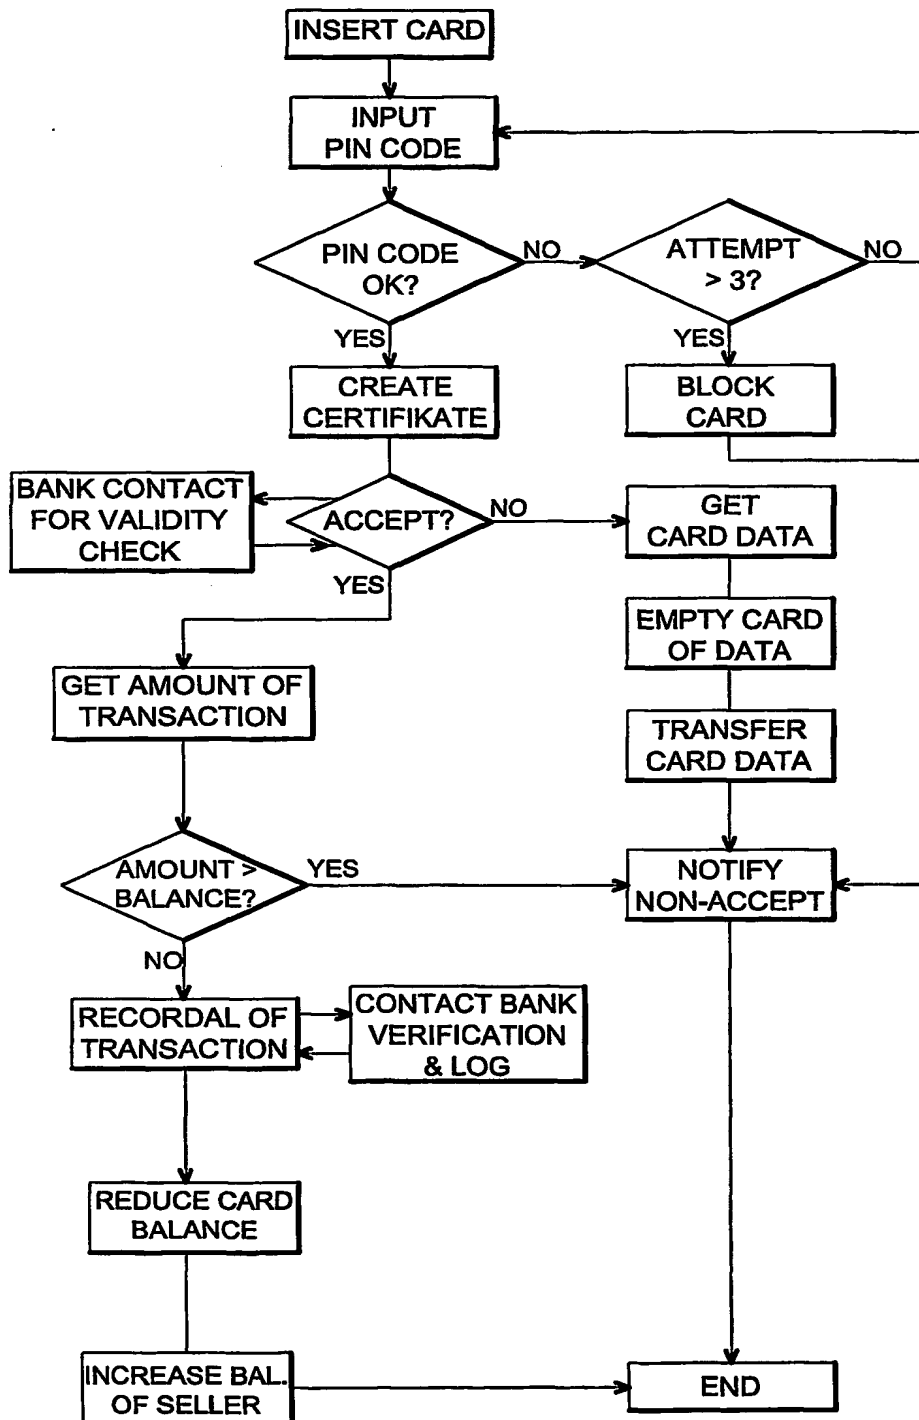 INSERT CARD
INPUT
PIN CODE
PIN CODE
OK?
NO
ATTEMPT
> 3?
NO
YES
YES
CREATE
CERTIFIKATE
BLOCK
CARD
BANK CONTACT
FOR VALIDITY
CHECK
ACCEPT?
NO
GET
CARD DATA
YES
EMPTY CARD
OF DATA
GET AMOUNT OF
TRANSACTION
TRANSFER
CARD DATA
AMOUNT >
BALANCE?
YES
NOTIFY
NON-ACCEPT
NO
RECORDAL OF
TRANSACTION
CONTACT BANK
VERIFICATION
& LOG
REDUCE CARD
BALANCE
INCREASE BAL.
OF SELLER
END